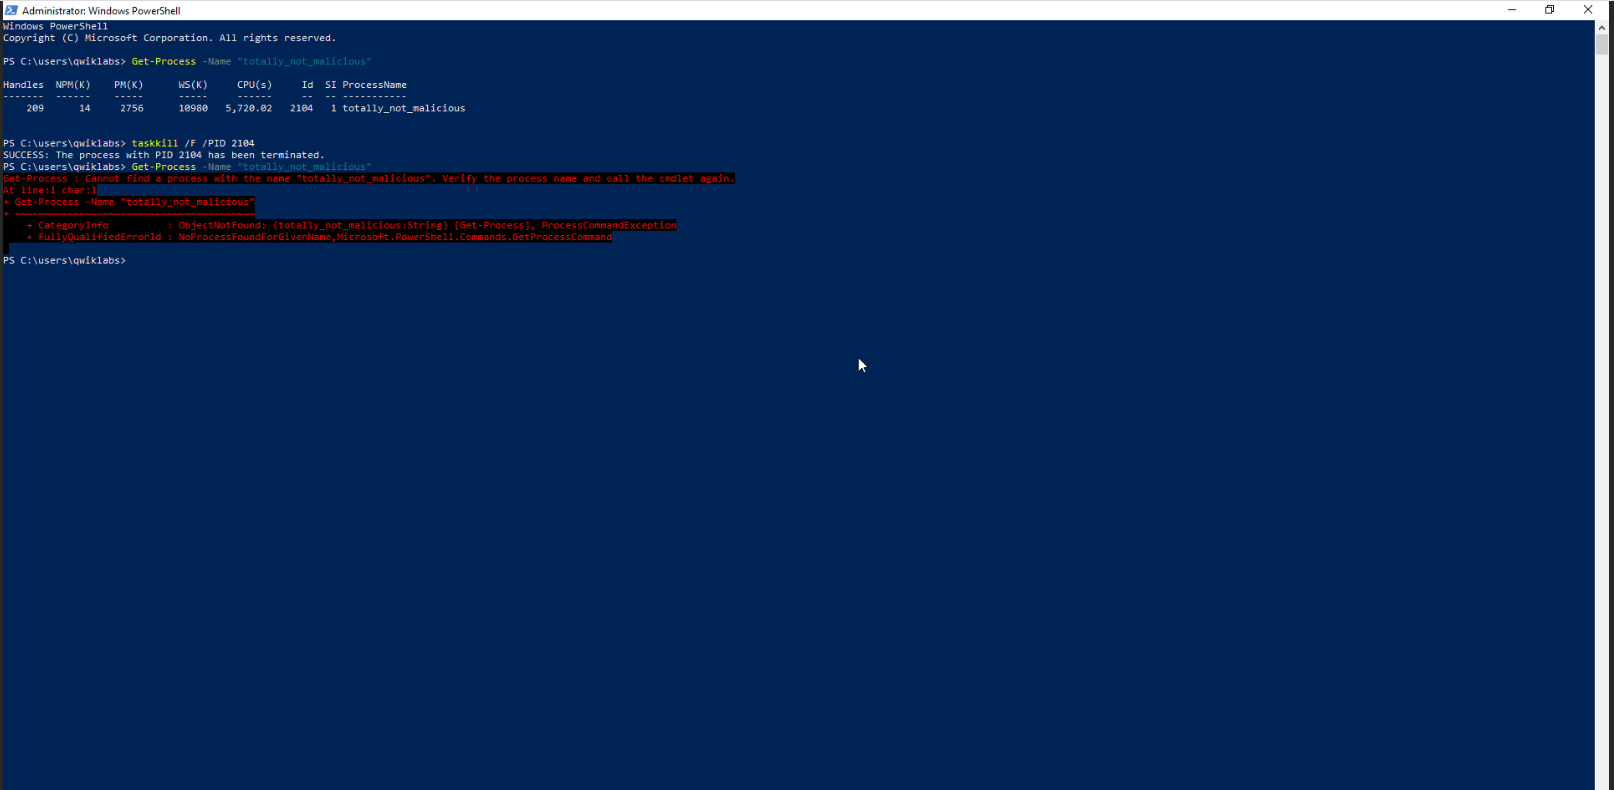 Administrator: Windows PowerShell
Windows PowerShell
Copyright (C) Microsoft Corporation. All rights reserved.
PS C:\users\qwiklabs> Get-Process -Name "totally_not_malicious"
Handles  NPM(K)    PM(K)      WS(K)     CPU(s)     Id  SI ProcessName
-------  ------    -----      -----     ------     --  -- -----------
    209      14     2756      10980   5,720.02   2104   1 totally_not_malicious
PS C:\users\qwiklabs> taskkill /F /PID 2104
SUCCESS: The process with PID 2104 has been terminated.
PS C:\users\qwiklabs> Get-Process -Name "totally_not_malicious"
Get-Process : Cannot find a process with the name "totally_not_malicious". Verify the process name and call the cmdlet again.
At line:1 char:1
+ Get-Process -Name "totally_not_malicious"
+ ~~~~~~~~~~~~~~~~~~~~~~~~~~~~~~~~~~~~~~~~~
    + CategoryInfo          : ObjectNotFound: (totally_not_malicious:String) [Get-Process], ProcessCommandException
    + FullyQualifiedErrorId : NoProcessFoundForGivenName,Microsoft.PowerShell.Commands.GetProcessCommand
PS C:\users\qwiklabs>